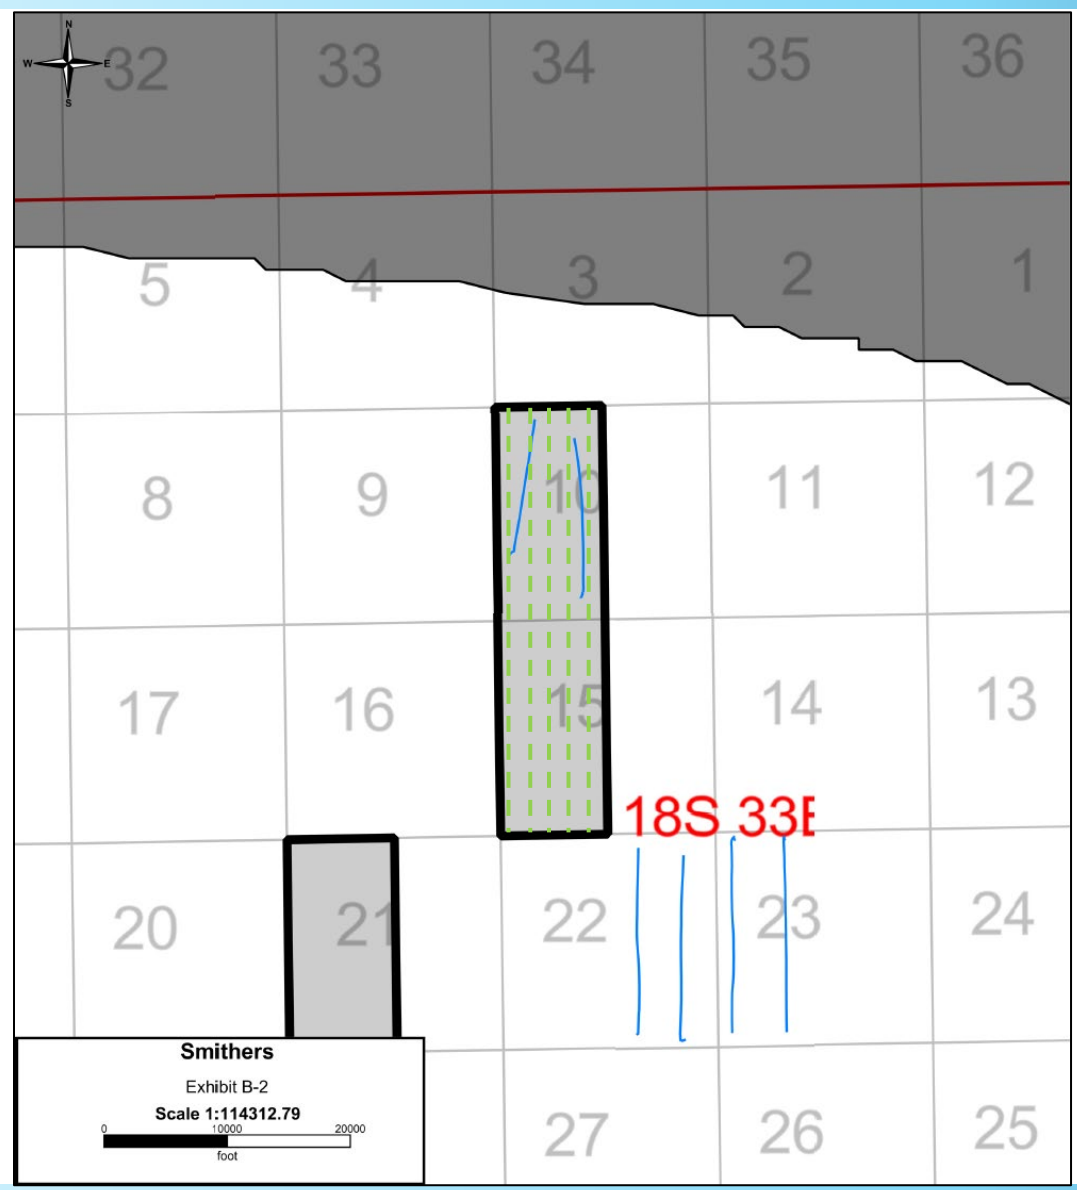 N
W E
S
32 33 34 35 36
5 4 3 2 1
8 9 10 11 12
17 16 15 14 13
18S 33E
20 21 22 23 24
27 26 25
Smithers
Exhibit B-2
Scale 1:114312.79
0 10000 20000
foot